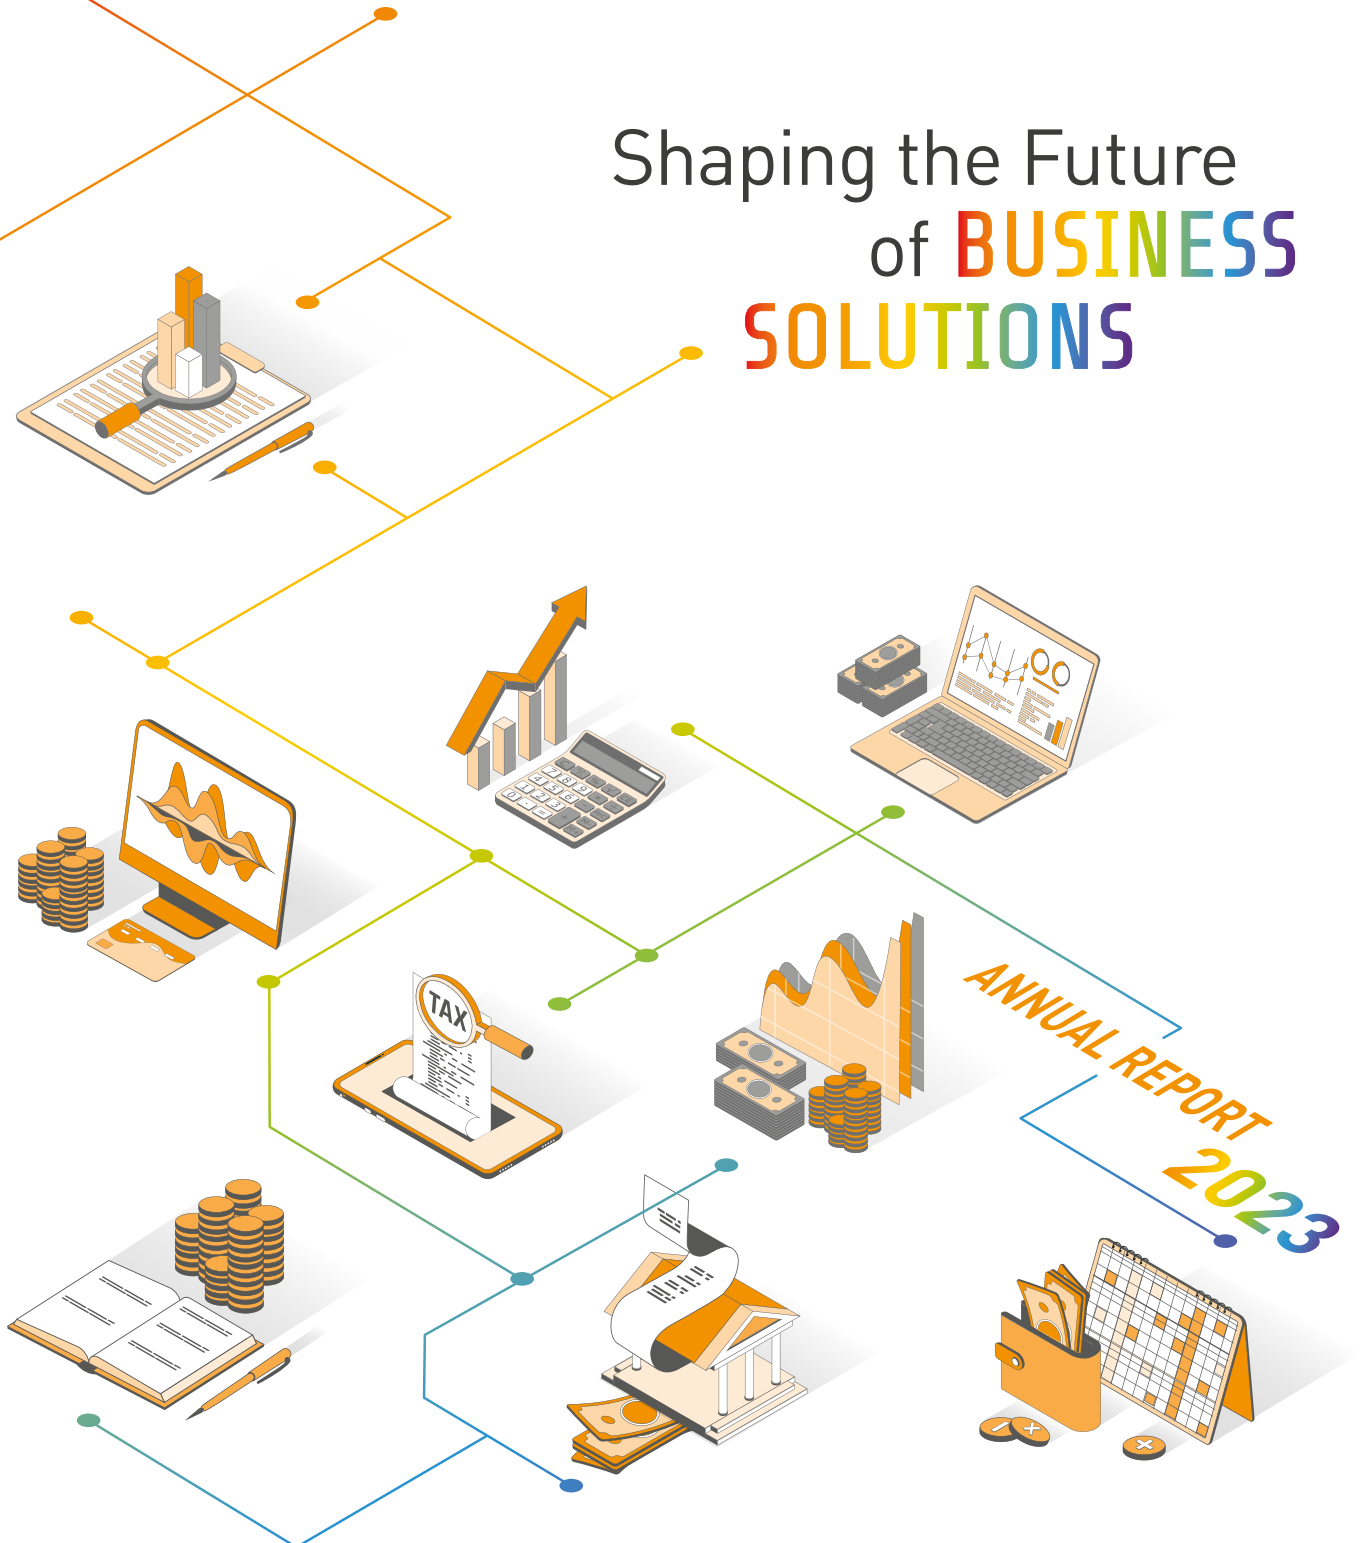 Shaping the Future
of BUSINESS
SOLUTIONS
TAX
ANNUAL REPORT
2023